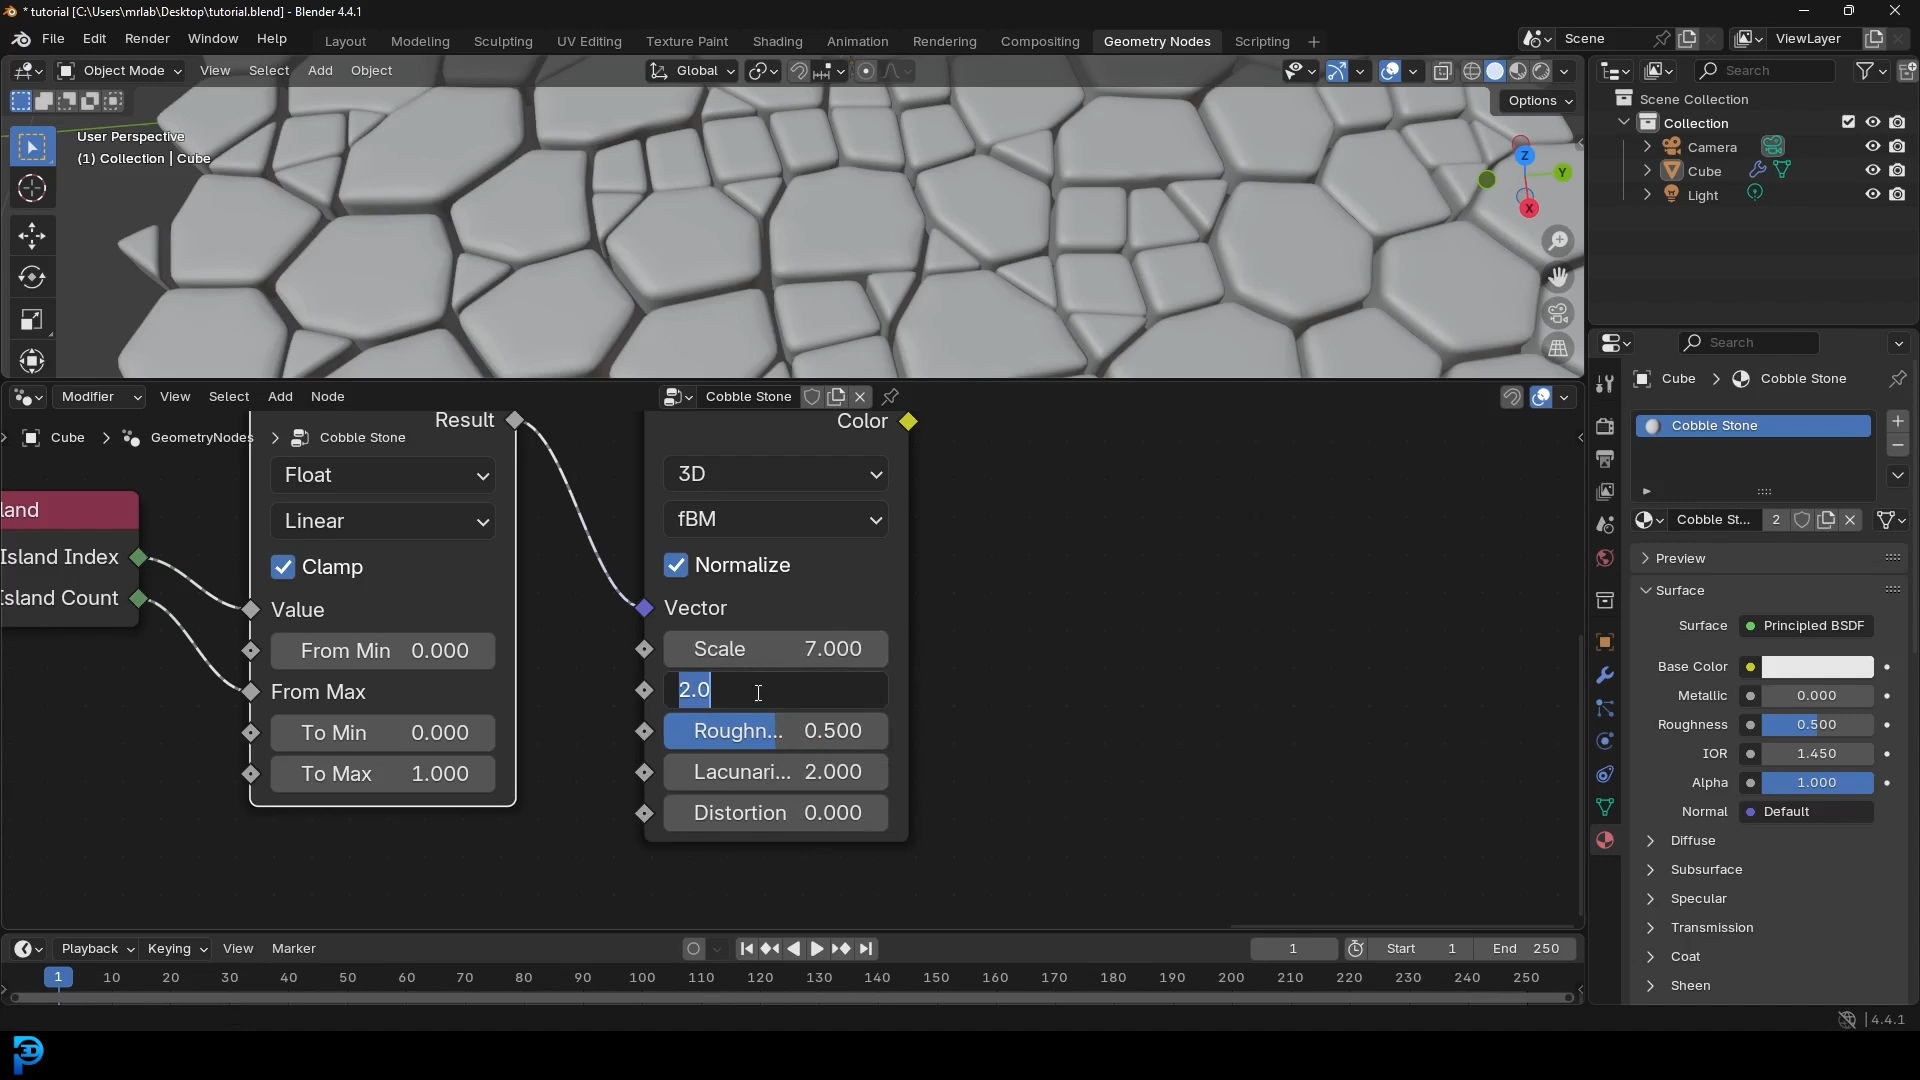 * tutorial [C:\Users\mrlab\Desktop\tutorial.blend] - Blender 4.4.1
File Edit Render Window Help Layout Modeling Sculpting UV Editing Texture Paint Shading Animation Rendering Compositing Geometry Nodes Scripting + Scene ViewLayer
Object Mode View Select Add Object Global Search
Options
User Perspective
(1) Collection | Cube
Z
Y
X
Scene Collection
Collection
Camera
Cube
Light
Modifier View Select Add Node Cobble Stone
Cube > GeometryNodes > Cobble Stone
land
Island Index
Island Count
Result
Float
Linear
Clamp
Value
From Min 0.000
From Max
To Min 0.000
To Max 1.000
Color
3D
fBM
Normalize
Vector
Scale 7.000
2.0
Roughn... 0.500
Lacunari... 2.000
Distortion 0.000
Search
Cube > Cobble Stone
Cobble Stone
Cobble St... 2
Preview
Surface
Surface Principled BSDF
Base Color
Metallic 0.000
Roughness 0.500
IOR 1.450
Alpha 1.000
Normal Default
Diffuse
Subsurface
Specular
Transmission
Coat
Sheen
Playback Keying View Marker 1 Start 1 End 250
1 10 20 30 40 50 60 70 80 90 100 110 120 130 140 150 160 170 180 190 200 210 220 230 240 250
4.4.1